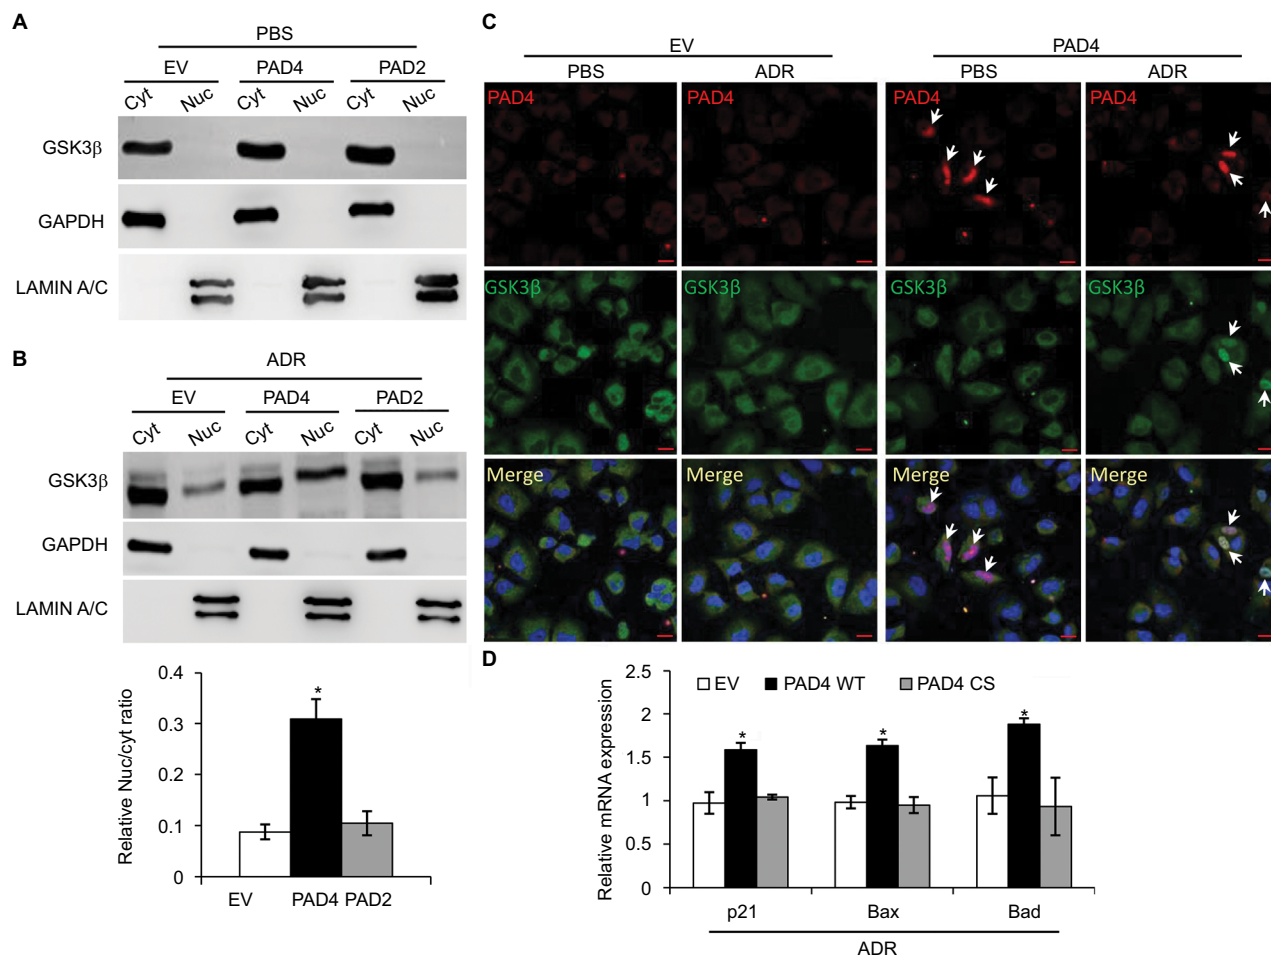 A
PBS
EV PAD4 PAD2
Cyt Nuc Cyt Nuc Cyt Nuc
GSK3β
GAPDH
LAMIN A/C
B
ADR
EV PAD4 PAD2
Cyt Nuc Cyt Nuc Cyt Nuc
GSK3β
GAPDH
LAMIN A/C
Relative Nuc/cyt ratio
0.4
0.3
0.2
0.1
0
*
EV PAD4 PAD2
C
EV PAD4
PBS ADR PBS ADR
PAD4 PAD4 PAD4 PAD4
GSK3β GSK3β GSK3β GSK3β
Merge Merge Merge Merge
D
Relative mRNA expression
2.5
2
1.5
1
0.5
0
EV PAD4 WT PAD4 CS
* * *
p21 Bax Bad
ADR